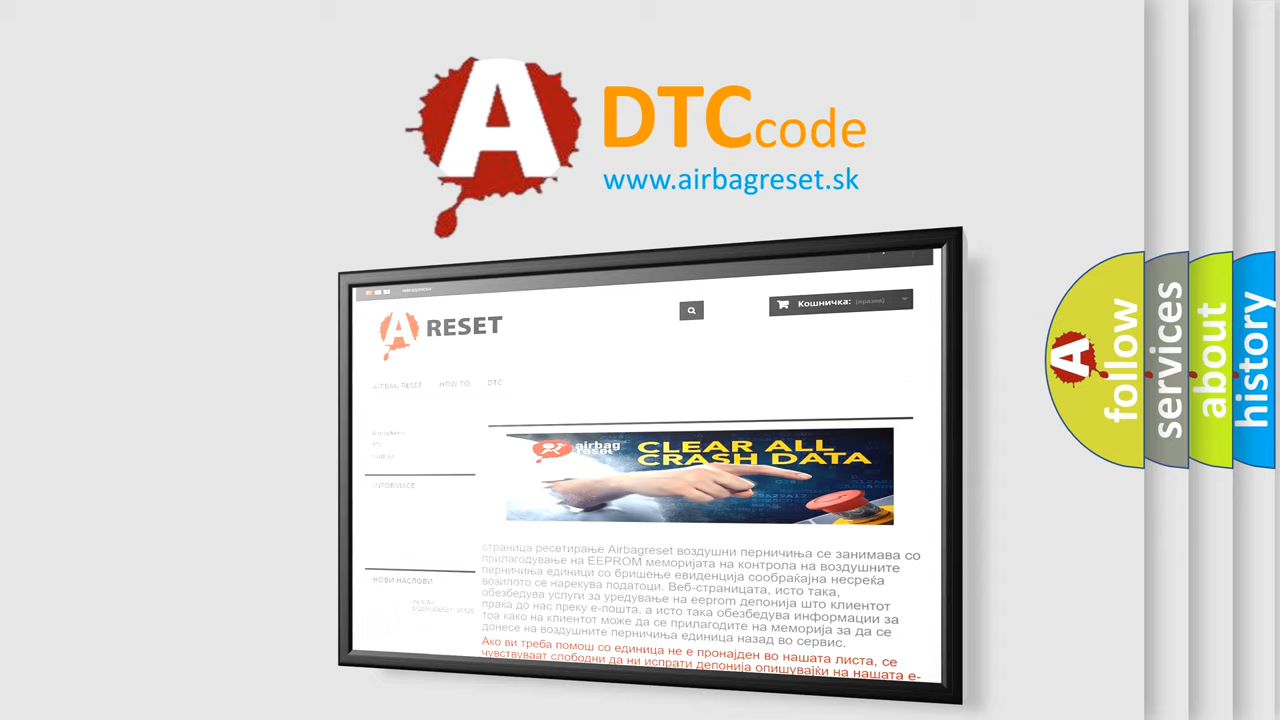 A
DTCcode
www.airbagreset.sk
Кошничка: (празна)
A RESET
AIRBAG RESET HOW TO DTC
airbag
reset
CLEAR ALL
CRASH DATA
INFORMACE
НОВИ НАСЛОВИ
страница ресетирање Airbagreset воздушни перничиња се занимава со
прилагодување на EEPROM меморијата на контрола на воздушните
перничиња единици со бришење евиденција сообраќајна несреќа
возилото се нарекува податоци. Веб-страницата, исто така,
обезбедува услуги за уредување на eeprom депонија што клиентот
праќа до нас преку е-пошта, а исто така обезбедува информации за
тоа како на клиентот може да се прилагодите на меморија за да се
донесе на воздушните перничиња единица назад во сервис.
Ако ви треба помош со единица не е пронајден во нашата листа, се
чувствуваат слободни да ни испрати депонија опишувајќи на нашата е-
A
follow
services
about
history